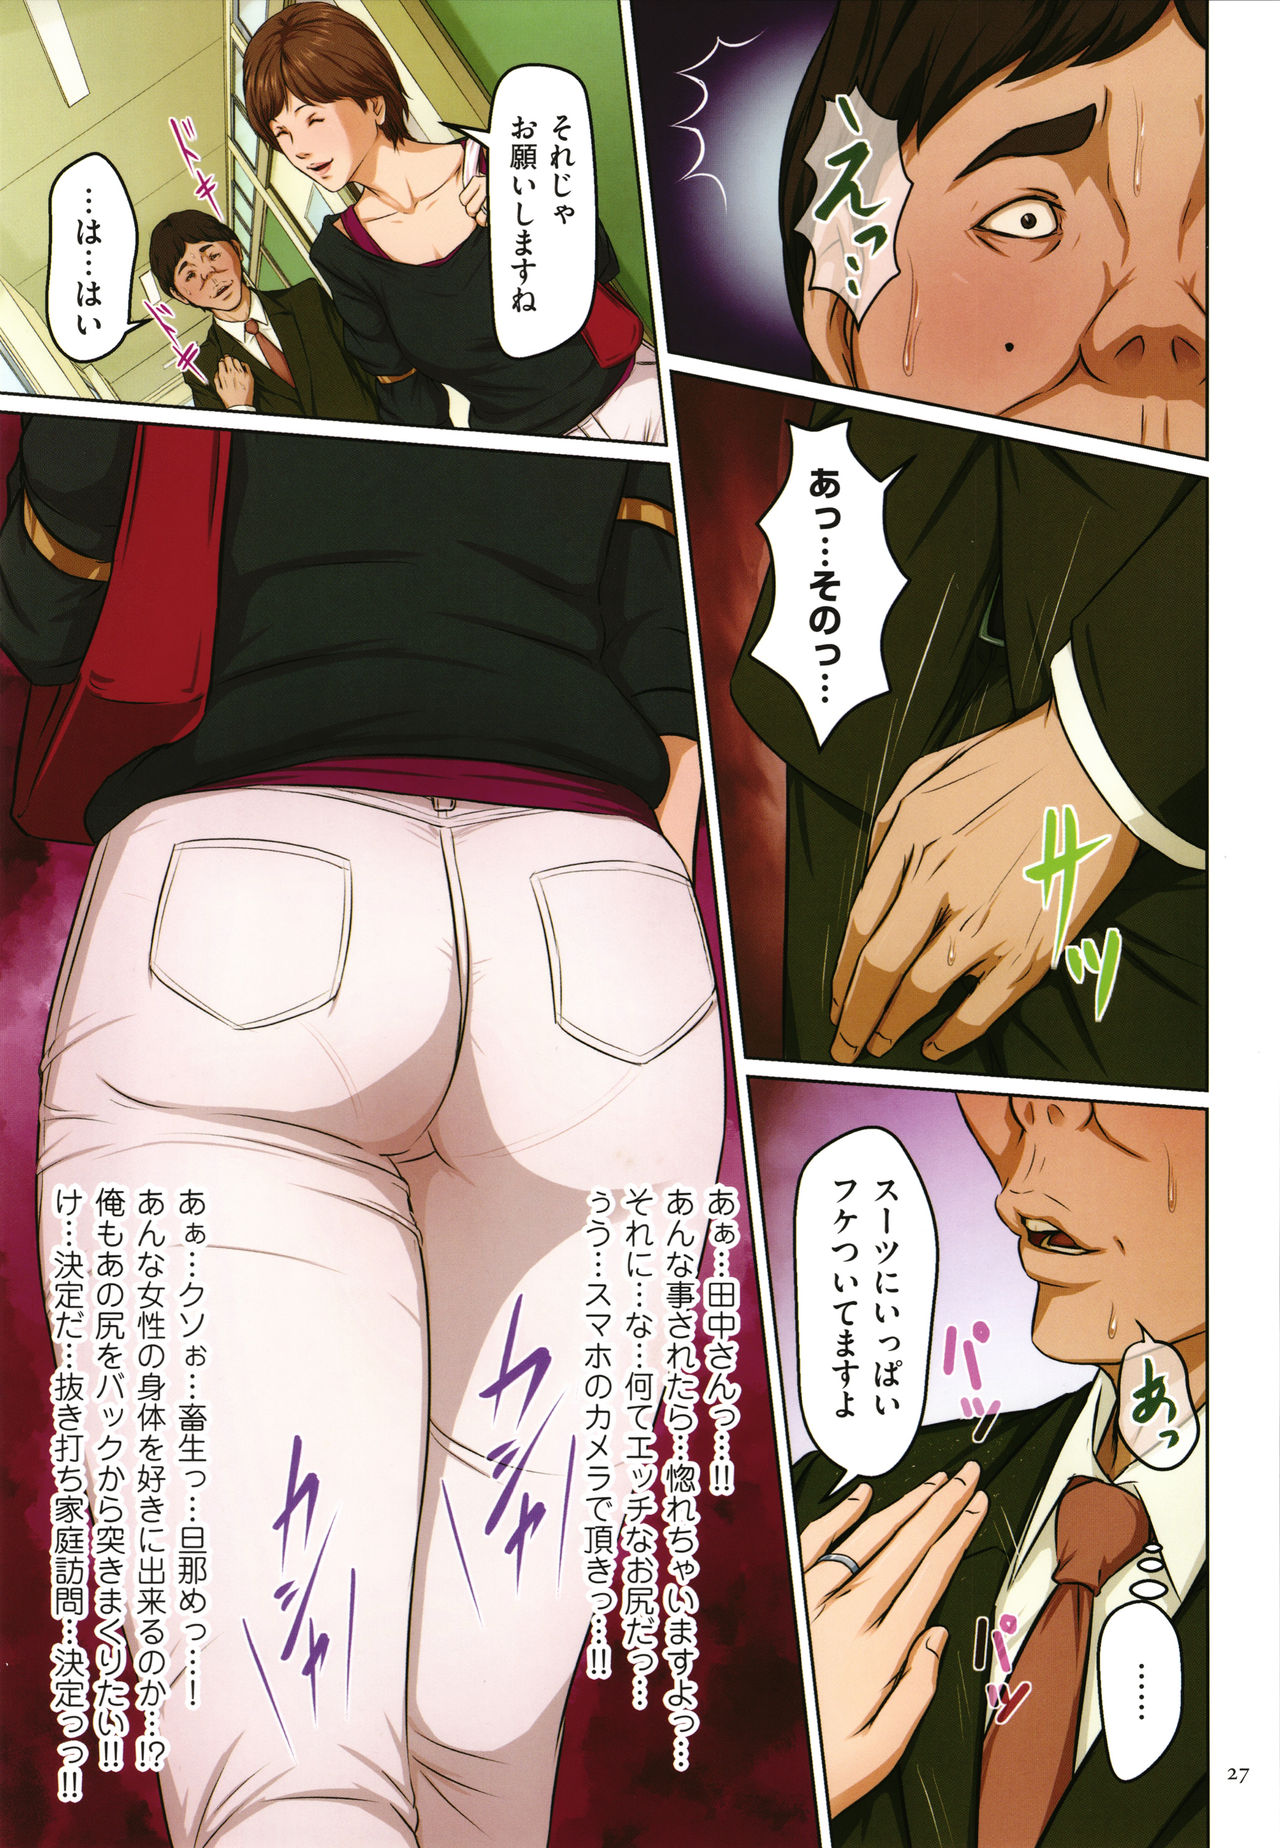 えっ…
あっ…そのっ…
サッ
スーツにいっぱい
フケついてますよ
パッ
あっ
パッ
……
それじゃ
お願いしますね
ドキ
…は…はい
ドキ
あぁ…田中さんっ…!!
あんな事されたら…惚れちゃいますよっ…
それに…な…何てエッチなお尻だっ…
ぅう…スマホのカメラで頂きっ…!!
カシャ
カシャ
あぁ…クソぉ…畜生っ…旦那めっ…!
あんな女性の身体を好きに出来るのか…!?
俺もあの尻をバックから突きまくりたい!!
け…決定だ…抜き打ち家庭訪問…決定っっ!!
27